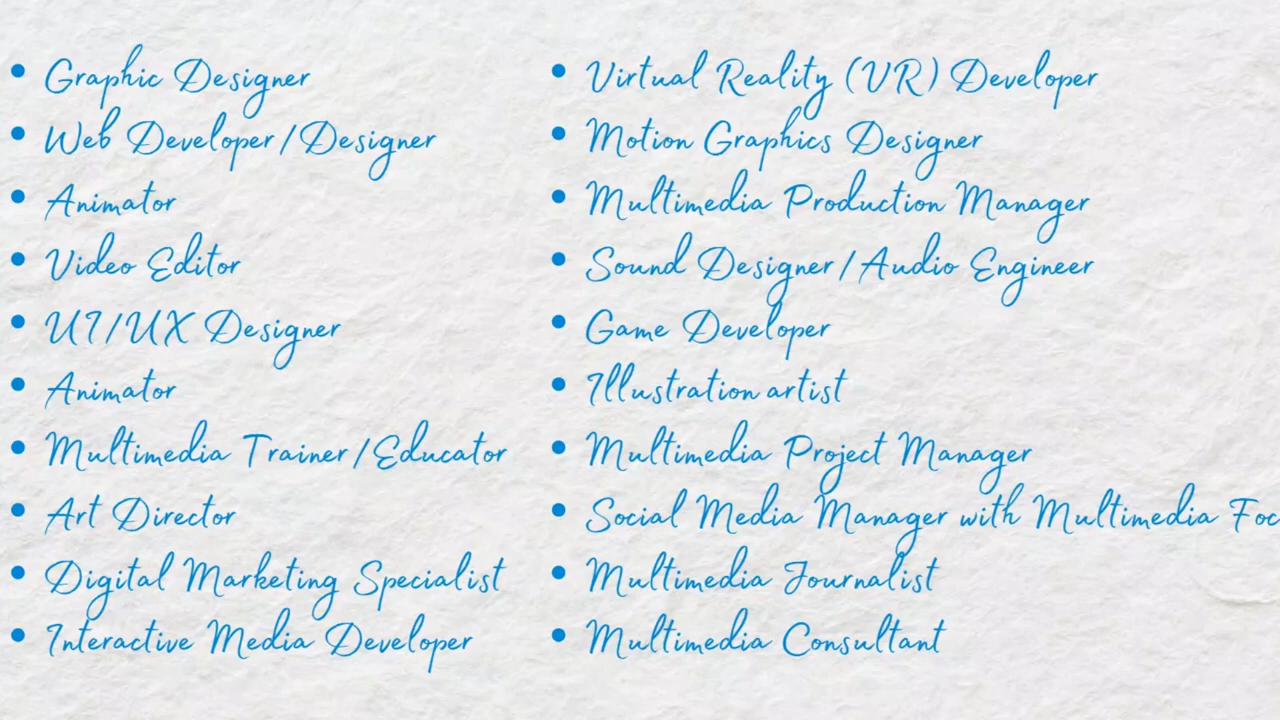 • Graphic Designer
• Web Developer/Designer
• Animator
• Video Editor
• UI/UX Designer
• Animator
• Multimedia Trainer/Educator
• Art Director
• Digital Marketing Specialist
• Interactive Media Developer
• Virtual Reality (VR) Developer
• Motion Graphics Designer
• Multimedia Production Manager
• Sound Designer/Audio Engineer
• Game Developer
• Illustration artist
• Multimedia Project Manager
• Social Media Manager with Multimedia Foc
• Multimedia Journalist
• Multimedia Consultant